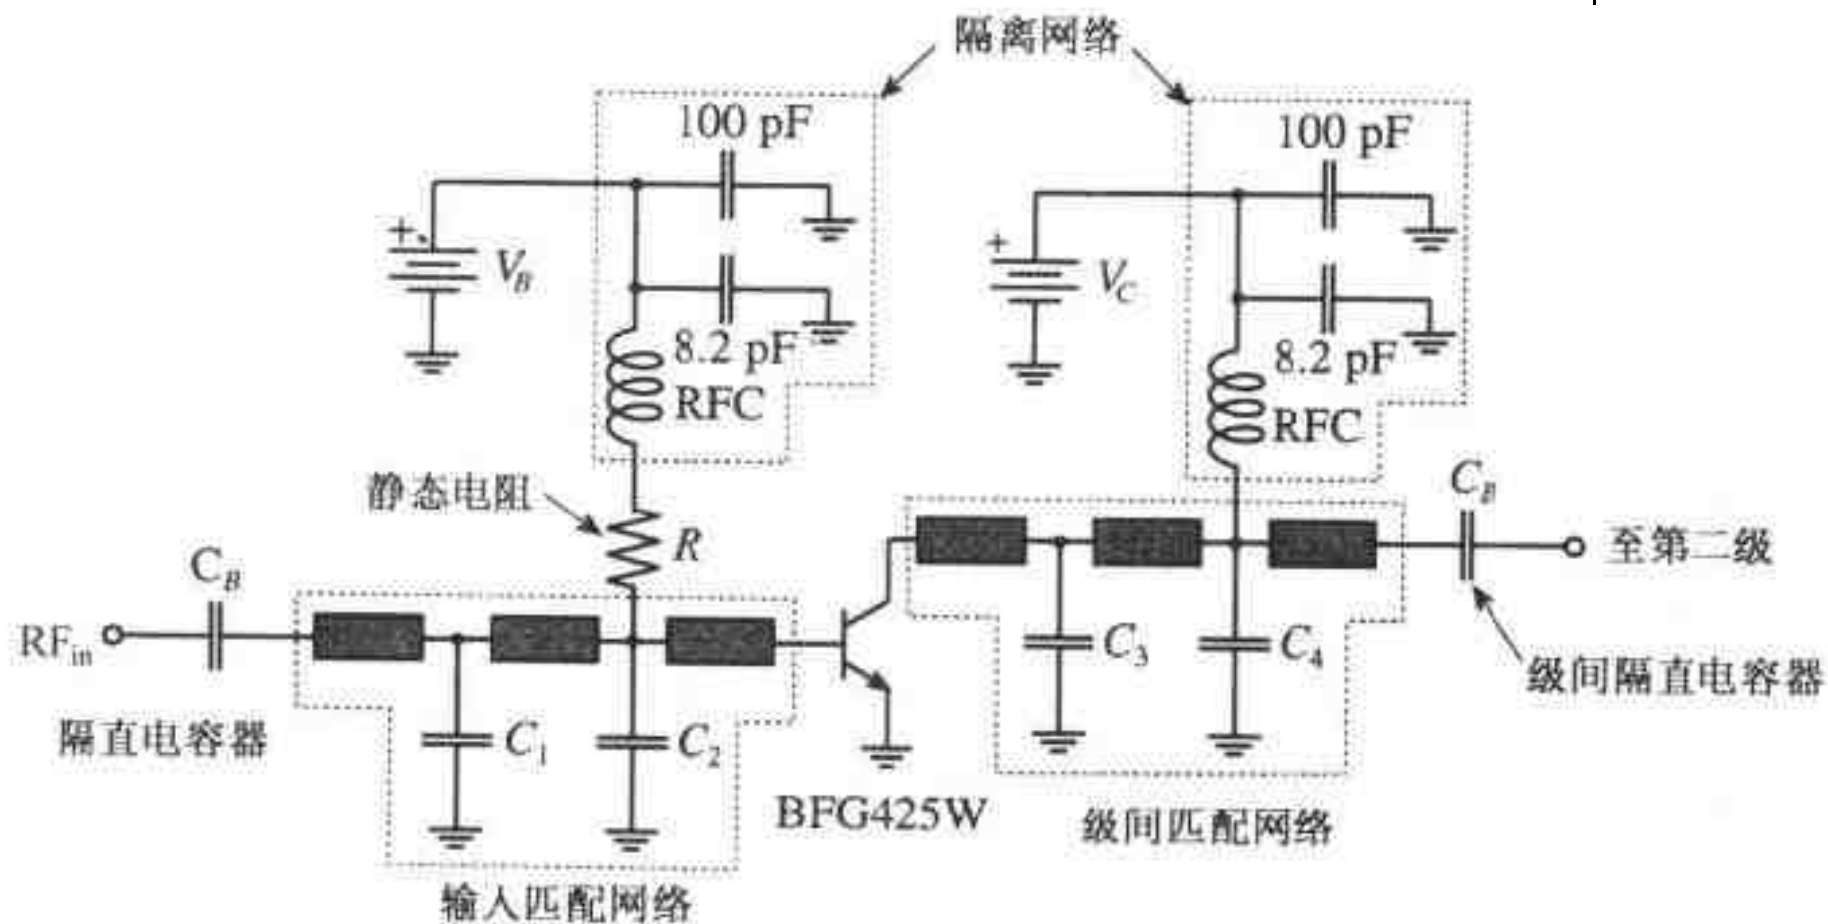 隔离网络
100 pF
100 pF
+
V_B
+
V_C
8.2 pF
RFC
8.2 pF
RFC
静态电阻
R
C_B
C_B
至第二级
RF_in
C_3
C_4
级间隔直电容器
隔直电容器
C_1
C_2
BFG425W
级间匹配网络
输入匹配网络